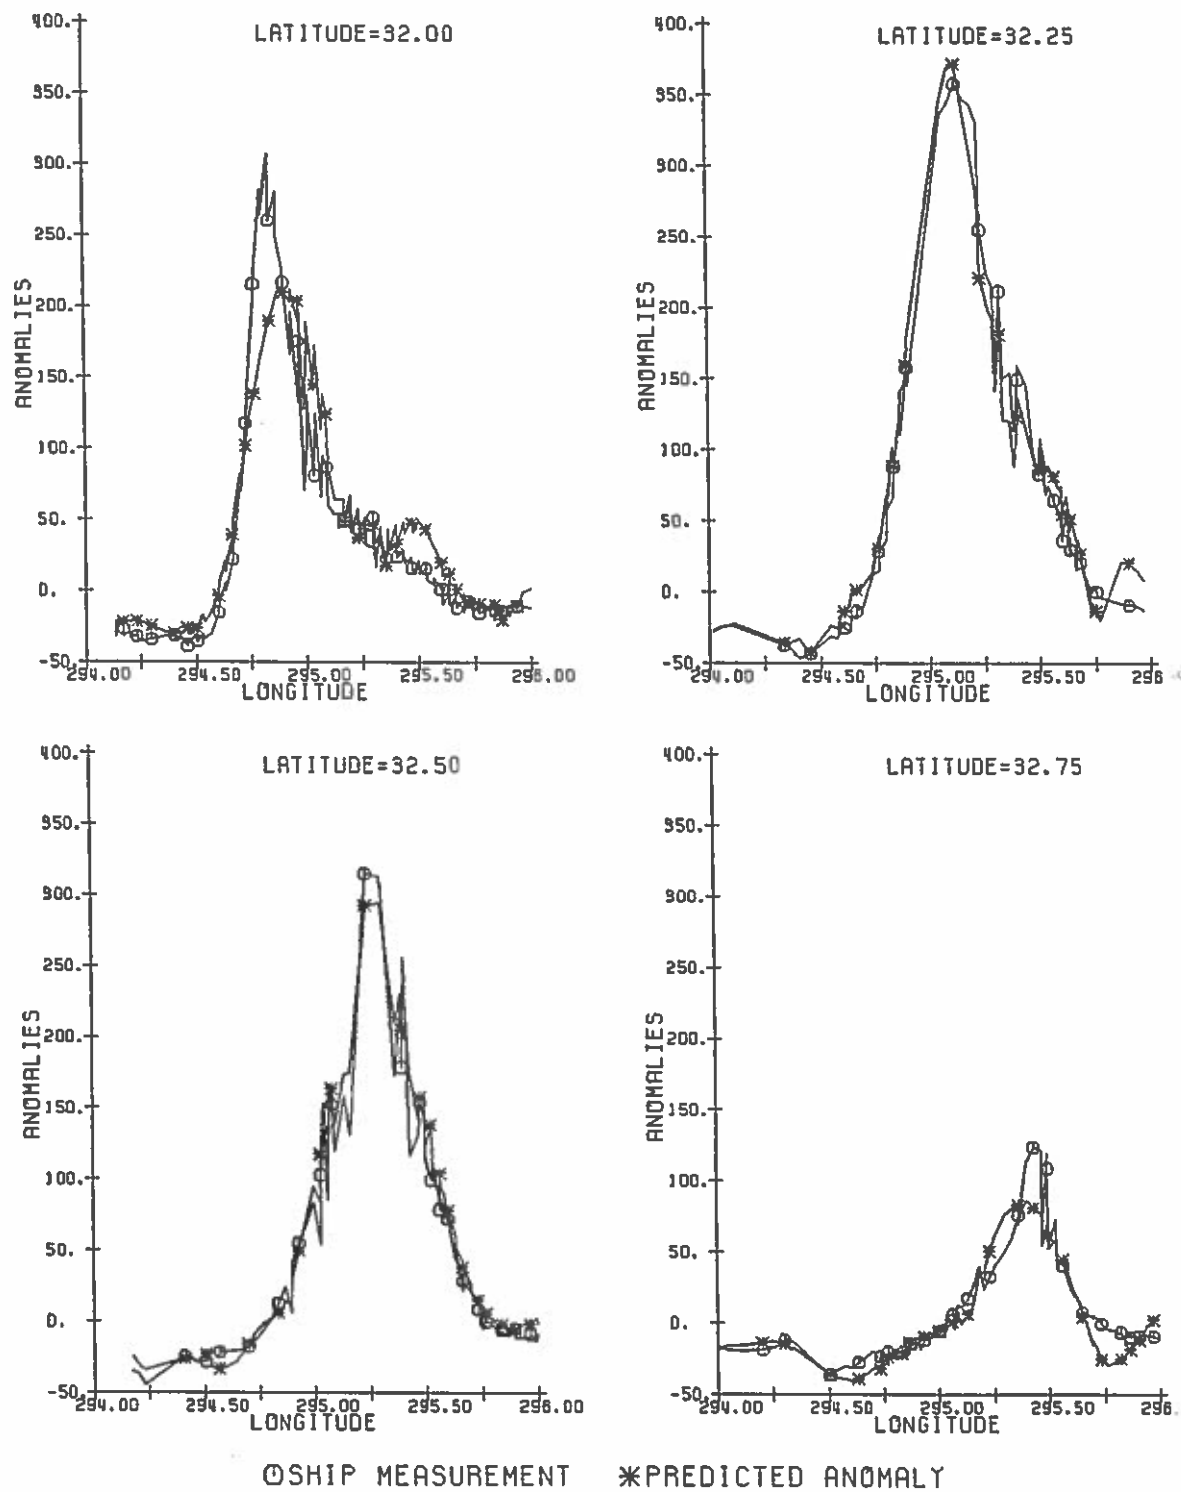 LATITUDE=32.00
400.
350.
300.
250.
200.
150.
100.
50.
0.
-50.
ANOMALIES
294.00 294.50 295.00 295.50 296.00
LONGITUDE
LATITUDE=32.25
400.
350.
300.
250.
200.
150.
100.
50.
0.
-50.
ANOMALIES
294.00 294.50 295.00 295.50 296
LONGITUDE
LATITUDE=32.50
400.
350.
300.
250.
200.
150.
100.
50.
0.
-50.
ANOMALIES
294.00 294.50 295.00 295.50 296.00
LONGITUDE
LATITUDE=32.75
400.
350.
300.
250.
200.
150.
100.
50.
0.
-50.
ANOMALIES
294.00 294.50 295.00 295.50 296.
LONGITUDE
SHIP MEASUREMENT PREDICTED ANOMALY